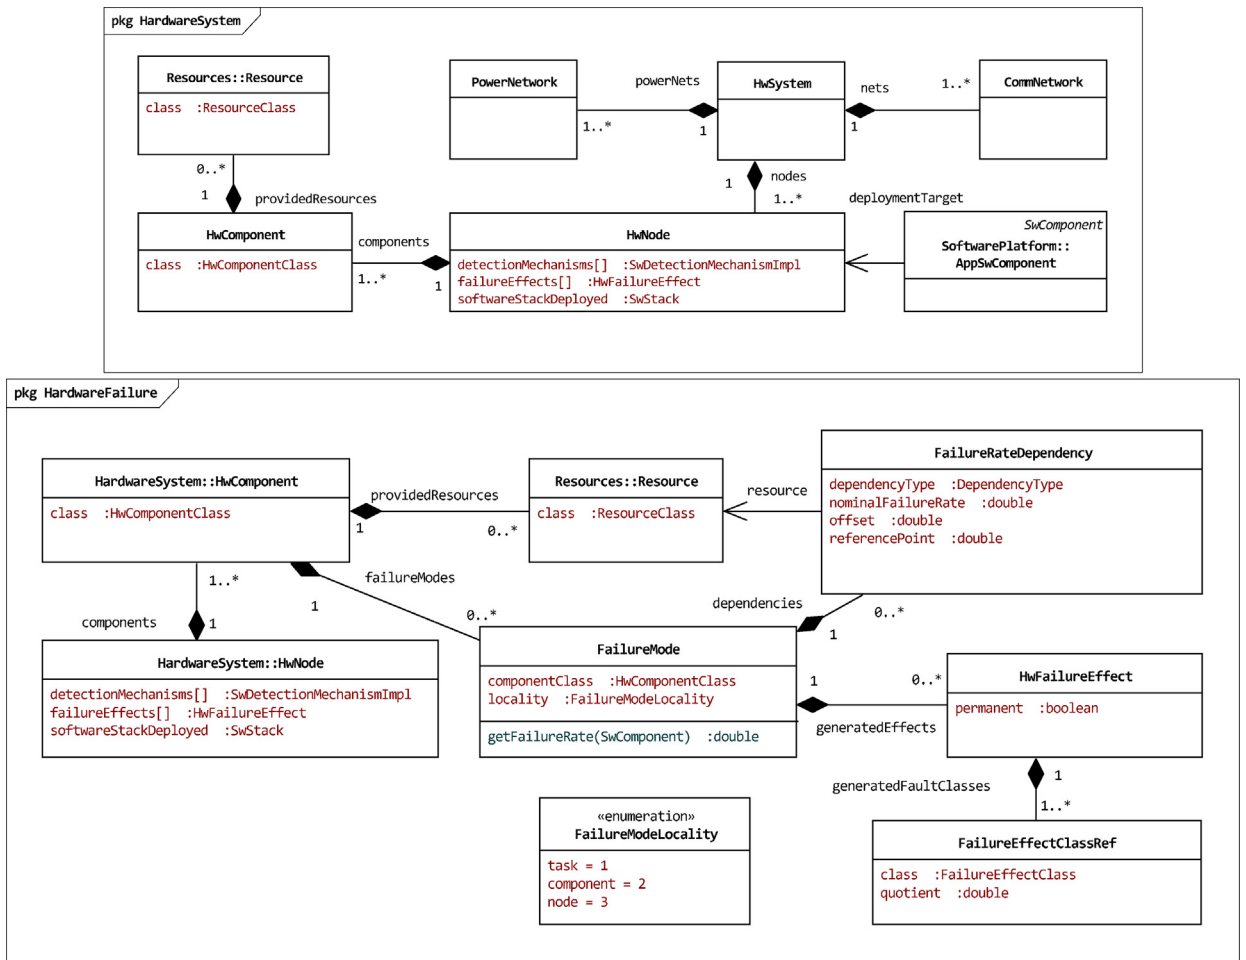 pkg HardwareSystem
Resources::Resource
class  :ResourceClass
0..*
1
providedResources
HwComponent
class  :HwComponentClass
components
1..*
1
PowerNetwork
powerNets
1..*
1
HwSystem
nets
1
1..*
CommNetwork
1
nodes
1..*
HwNode
detectionMechanisms[]  :SwDetectionMechanismImpl
failureEffects[]  :HwFailureEffect
softwareStackDeployed  :SwStack
deploymentTarget
SwComponent
SoftwarePlatform::
AppSwComponent
pkg HardwareFailure
HardwareSystem::HwComponent
class  :HwComponentClass
providedResources
1
0..*
Resources::Resource
class  :ResourceClass
resource
FailureRateDependency
dependencyType  :DependencyType
nominalFailureRate  :double
offset  :double
referencePoint  :double
1..*
components
1
failureModes
1
0..*
dependencies
1
0..*
HardwareSystem::HwNode
detectionMechanisms[]  :SwDetectionMechanismImpl
failureEffects[]  :HwFailureEffect
softwareStackDeployed  :SwStack
FailureMode
componentClass  :HwComponentClass
locality  :FailureModeLocality
getFailureRate(SwComponent)  :double
1
0..*
generatedEffects
HwFailureEffect
permanent  :boolean
generatedFaultClasses
1
1..*
«enumeration»
FailureModeLocality
task = 1
component = 2
node = 3
FailureEffectClassRef
class  :FailureEffectClass
quotient  :double